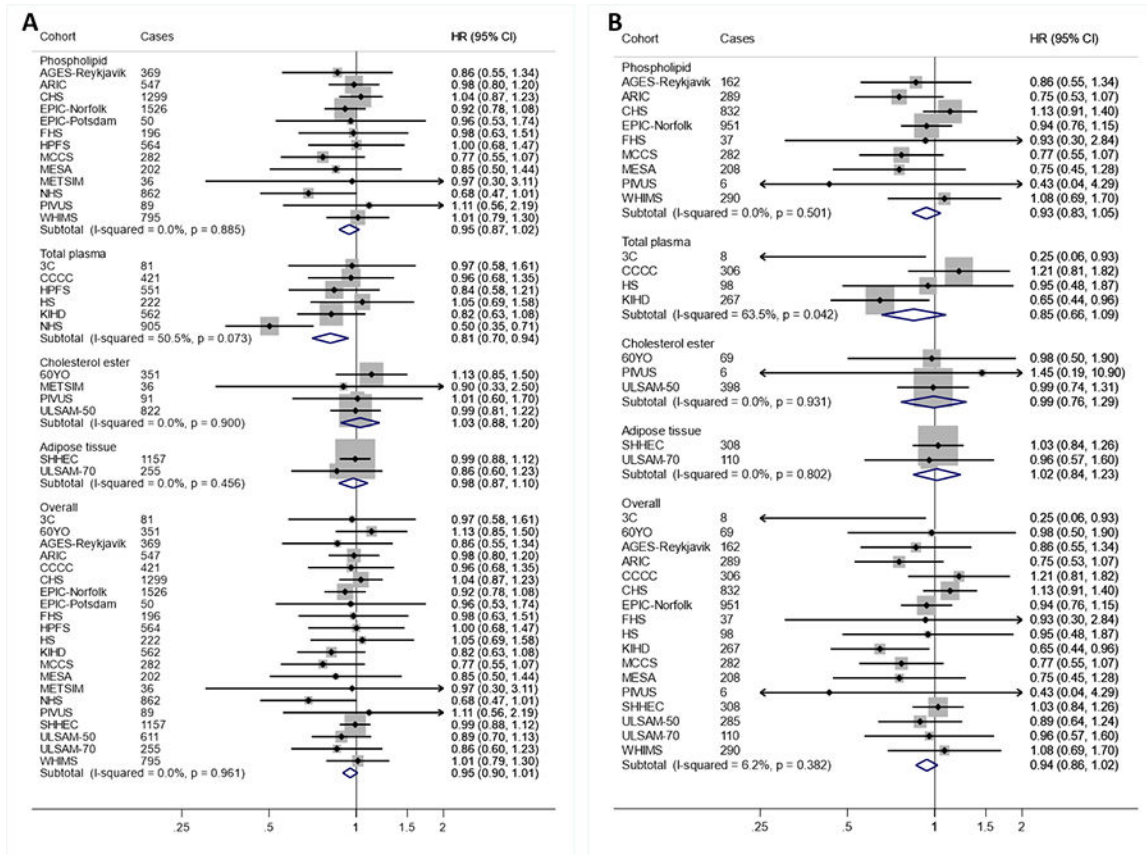 A
Cohort Cases HR (95% CI)
Phospholipid
AGES-Reykjavik 369 0.86 (0.55, 1.34)
ARIC 547 0.98 (0.80, 1.20)
CHS 1299 1.04 (0.87, 1.23)
EPIC-Norfolk 1526 0.92 (0.78, 1.08)
EPIC-Potsdam 50 0.96 (0.53, 1.74)
FHS 196 0.98 (0.63, 1.51)
HPFS 564 1.00 (0.68, 1.47)
MCCS 282 0.77 (0.55, 1.07)
MESA 202 0.85 (0.50, 1.44)
METSIM 36 0.97 (0.30, 3.11)
NHS 862 0.68 (0.47, 1.01)
PIVUS 89 1.11 (0.56, 2.19)
WHIMS 795 1.01 (0.79, 1.30)
Subtotal (I-squared = 0.0%, p = 0.885) 0.95 (0.87, 1.02)
Total plasma
3C 81 0.97 (0.58, 1.61)
CCCC 421 0.96 (0.68, 1.35)
HPFS 551 0.84 (0.58, 1.21)
HS 222 1.05 (0.69, 1.58)
KIHD 562 0.82 (0.63, 1.08)
NHS 905 0.50 (0.35, 0.71)
Subtotal (I-squared = 50.5%, p = 0.073) 0.81 (0.70, 0.94)
Cholesterol ester
60YO 351 1.13 (0.85, 1.50)
METSIM 36 0.90 (0.33, 2.50)
PIVUS 91 1.01 (0.60, 1.70)
ULSAM-50 822 0.99 (0.81, 1.22)
Subtotal (I-squared = 0.0%, p = 0.900) 1.03 (0.88, 1.20)
Adipose tissue
SHHEC 1157 0.99 (0.88, 1.12)
ULSAM-70 255 0.86 (0.60, 1.23)
Subtotal (I-squared = 0.0%, p = 0.456) 0.98 (0.87, 1.10)
Overall
3C 81 0.97 (0.58, 1.61)
60YO 351 1.13 (0.85, 1.50)
AGES-Reykjavik 369 0.86 (0.55, 1.34)
ARIC 547 0.98 (0.80, 1.20)
CCCC 421 0.96 (0.68, 1.35)
CHS 1299 1.04 (0.87, 1.23)
EPIC-Norfolk 1526 0.92 (0.78, 1.08)
EPIC-Potsdam 50 0.96 (0.53, 1.74)
FHS 196 0.98 (0.63, 1.51)
HPFS 564 1.00 (0.68, 1.47)
HS 222 1.05 (0.69, 1.58)
KIHD 562 0.82 (0.63, 1.08)
MCCS 282 0.77 (0.55, 1.07)
MESA 202 0.85 (0.50, 1.44)
METSIM 36 0.97 (0.30, 3.11)
NHS 862 0.68 (0.47, 1.01)
PIVUS 89 1.11 (0.56, 2.19)
SHHEC 1157 0.99 (0.88, 1.12)
ULSAM-50 611 0.89 (0.70, 1.13)
ULSAM-70 255 0.86 (0.60, 1.23)
WHIMS 795 1.01 (0.79, 1.30)
Subtotal (I-squared = 0.0%, p = 0.961) 0.95 (0.90, 1.01)
.25 .5 1 1.5 2
B
Cohort Cases HR (95% CI)
Phospholipid
AGES-Reykjavik 162 0.86 (0.55, 1.34)
ARIC 289 0.75 (0.53, 1.07)
CHS 832 1.13 (0.91, 1.40)
EPIC-Norfolk 951 0.94 (0.76, 1.15)
FHS 37 0.93 (0.30, 2.84)
MCCS 282 0.77 (0.55, 1.07)
MESA 208 0.75 (0.45, 1.28)
PIVUS 6 0.43 (0.04, 4.29)
WHIMS 290 1.08 (0.69, 1.70)
Subtotal (I-squared = 0.0%, p = 0.501) 0.93 (0.83, 1.05)
Total plasma
3C 8 0.25 (0.06, 0.93)
CCCC 306 1.21 (0.81, 1.82)
HS 98 0.95 (0.48, 1.87)
KIHD 267 0.65 (0.44, 0.96)
Subtotal (I-squared = 63.5%, p = 0.042) 0.85 (0.66, 1.09)
Cholesterol ester
60YO 69 0.98 (0.50, 1.90)
PIVUS 6 1.45 (0.19, 10.90)
ULSAM-50 398 0.99 (0.74, 1.31)
Subtotal (I-squared = 0.0%, p = 0.931) 0.99 (0.76, 1.29)
Adipose tissue
SHHEC 308 1.03 (0.84, 1.26)
ULSAM-70 110 0.96 (0.57, 1.60)
Subtotal (I-squared = 0.0%, p = 0.802) 1.02 (0.84, 1.23)
Overall
3C 8 0.25 (0.06, 0.93)
60YO 69 0.98 (0.50, 1.90)
AGES-Reykjavik 162 0.86 (0.55, 1.34)
ARIC 289 0.75 (0.53, 1.07)
CCCC 306 1.21 (0.81, 1.82)
CHS 832 1.13 (0.91, 1.40)
EPIC-Norfolk 951 0.94 (0.76, 1.15)
FHS 37 0.93 (0.30, 2.84)
HS 98 0.95 (0.48, 1.87)
KIHD 267 0.65 (0.44, 0.96)
MCCS 282 0.77 (0.55, 1.07)
MESA 208 0.75 (0.45, 1.28)
PIVUS 6 0.43 (0.04, 4.29)
SHHEC 308 1.03 (0.84, 1.26)
ULSAM-50 285 0.89 (0.64, 1.24)
ULSAM-70 110 0.96 (0.57, 1.60)
WHIMS 290 1.08 (0.69, 1.70)
Subtotal (I-squared = 6.2%, p = 0.382) 0.94 (0.86, 1.02)
.25 .5 1 1.5 2